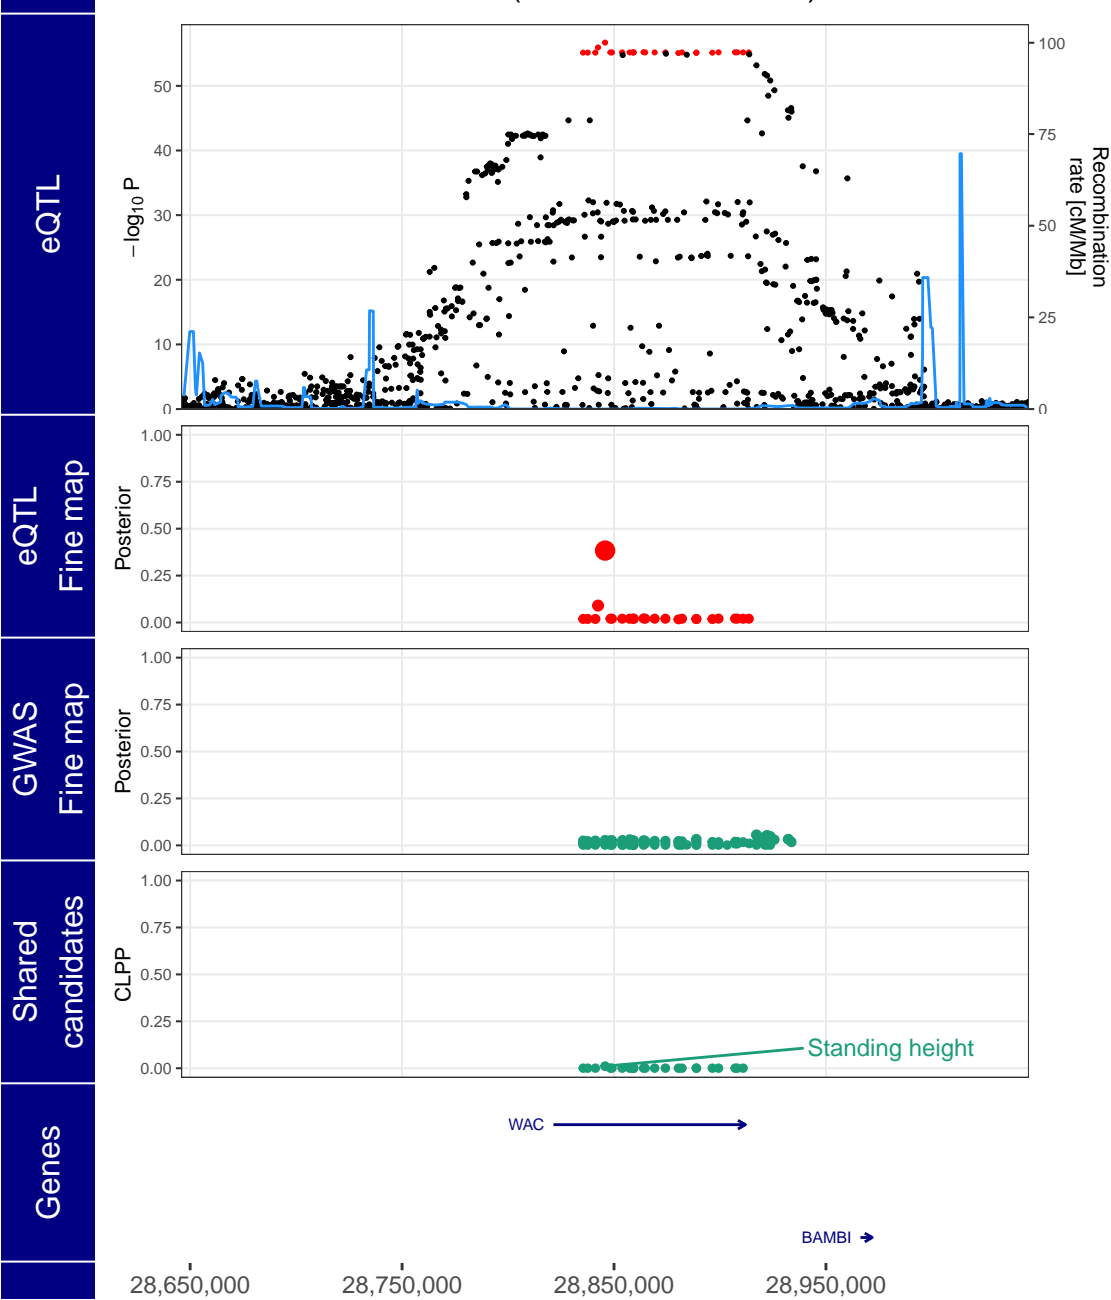 eQTL
−log10 P
50
40
30
20
10
0
100
75
50
25
0
Recombination
rate [cM/Mb]
eQTL
Fine map
Posterior
1.00
0.75
0.50
0.25
0.00
GWAS
Fine map
Posterior
1.00
0.75
0.50
0.25
0.00
Shared
candidates
CLPP
1.00
0.75
0.50
0.25
0.00
Standing height
Genes
WAC
BAMBI
28,650,000
28,750,000
28,850,000
28,950,000